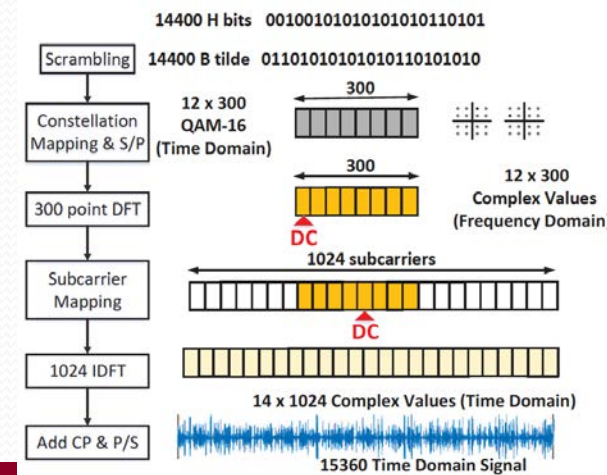 14400 H bits 001001010101010110101
Scrambling
14400 B tilde 01101010101010110101010
Constellation
Mapping & S/P
12 x 300
QAM-16
(Time Domain)
300
300
12 x 300
Complex Values
(Frequency Domain)
300 point DFT
DC
1024 subcarriers
Subcarrier
Mapping
DC
1024 IDFT
14 x 1024 Complex Values (Time Domain)
Add CP & P/S
15360 Time Domain Signal